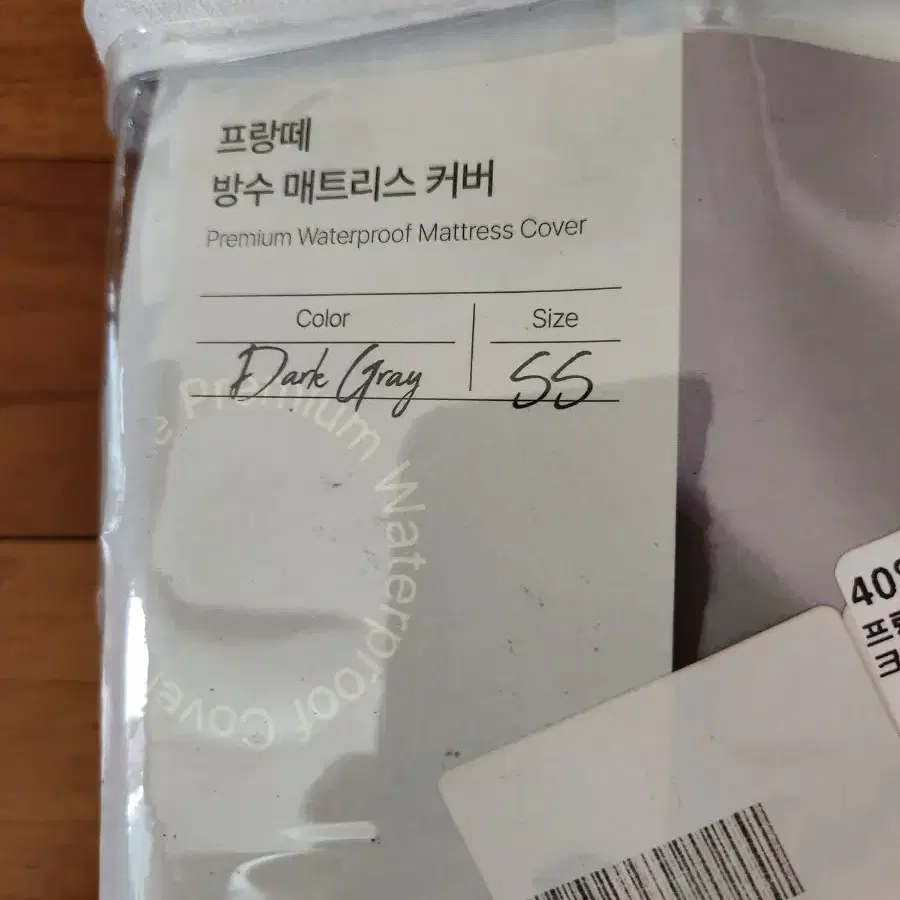 프랑떼
방수 매트리스 커버
Premium Waterproof Mattress Cover
Color Size
Dark Gray SS
Premium Waterproof Cover